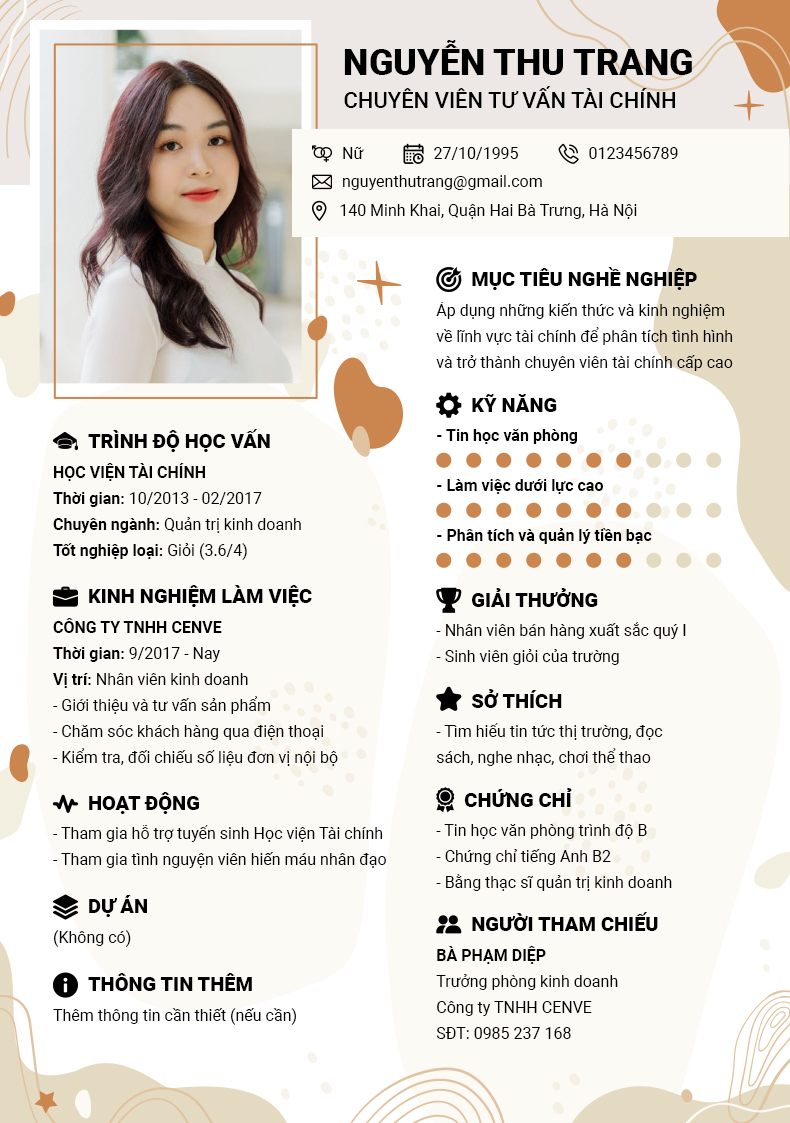 NGUYỄN THU TRANG
CHUYÊN VIÊN TƯ VẤN TÀI CHÍNH
Nữ 27/10/1995 0123456789
nguyenthutrang@gmail.com
140 Minh Khai, Quận Hai Bà Trưng, Hà Nội
TRÌNH ĐỘ HỌC VẤN
HỌC VIỆN TÀI CHÍNH
Thời gian: 10/2013 - 02/2017
Chuyên ngành: Quản trị kinh doanh
Tốt nghiệp loại: Giỏi (3.6/4)
KINH NGHIỆM LÀM VIỆC
CÔNG TY TNHH CENVE
Thời gian: 9/2017 - Nay
Vị trí: Nhân viên kinh doanh
- Giới thiệu và tư vấn sản phẩm
- Chăm sóc khách hàng qua điện thoại
- Kiểm tra, đối chiếu số liệu đơn vị nội bộ
HOẠT ĐỘNG
- Tham gia hỗ trợ tuyển sinh Học viện Tài chính
- Tham gia tình nguyện viên hiến máu nhân đạo
DỰ ÁN
(Không có)
THÔNG TIN THÊM
Thêm thông tin cần thiết (nếu cần)
MỤC TIÊU NGHỀ NGHIỆP
Áp dụng những kiến thức và kinh nghiệm
về lĩnh vực tài chính để phân tích tình hình
và trở thành chuyên viên tài chính cấp cao
KỸ NĂNG
- Tin học văn phòng
- Làm việc dưới lực cao
- Phân tích và quản lý tiền bạc
GIẢI THƯỞNG
- Nhân viên bán hàng xuất sắc quý I
- Sinh viên giỏi của trường
SỞ THÍCH
- Tìm hiểu tin tức thị trường, đọc
sách, nghe nhạc, chơi thể thao
CHỨNG CHỈ
- Tin học văn phòng trình độ B
- Chứng chỉ tiếng Anh B2
- Bằng thạc sĩ quản trị kinh doanh
NGƯỜI THAM CHIẾU
BÀ PHẠM DIỆP
Trưởng phòng kinh doanh
Công ty TNHH CENVE
SĐT: 0985 237 168